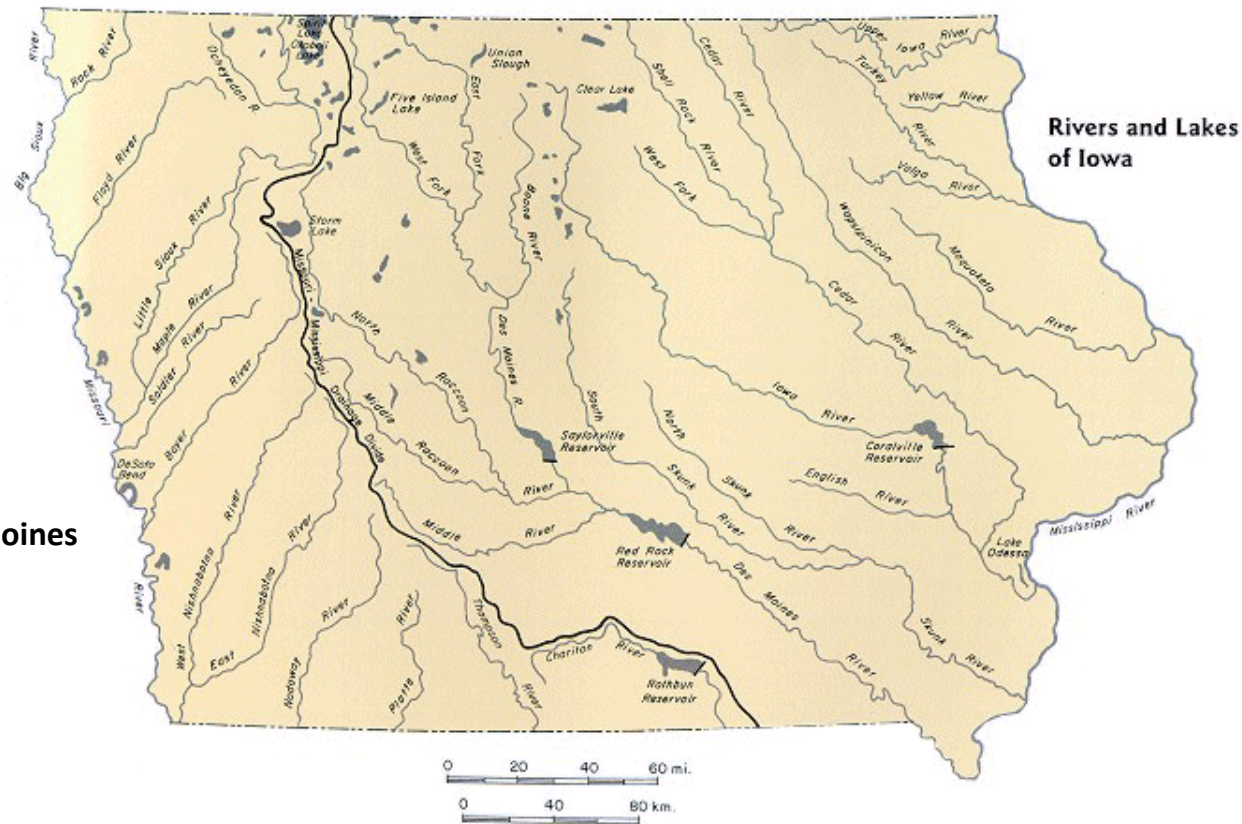 Rivers and Lakes
of Iowa
oines
River
Rock River
Ocheyedan R.
Spirit
Lake
Okoboji
Lake
Five Island
Lake
Union
Slough
East
Fork
West
Fork
Boone River
Clear Lake
Shell Rock River
Cedar River
West Fork
Upper
Iowa River
Turkey
River
Yellow River
Volga River
Wapsipinicon
River
Maquoketa
River
Big Sioux
Floyd River
Little Sioux River
Maple River
Soldier River
Boyer River
Storm
Lake
Missouri - Mississippi Drainage Divide
North
Raccoon
Middle
Raccoon
River
Des Moines R.
Saylorville
Reservoir
South
Skunk
River
North
Skunk
River
Iowa River
Cedar
River
Coralville
Reservoir
English
River
Lake
Odessa
Mississippi River
Missouri
River
DeSoto
Bend
West
Nishnabotna
River
East
Nishnabotna
River
Nodaway
River
Platte
River
Middle
River
Thompson
River
Chariton River
Rathbun
Reservoir
Red Rock
Reservoir
Des
Moines
River
Skunk
River
0 20 40 60 mi.
0 40 80 km.